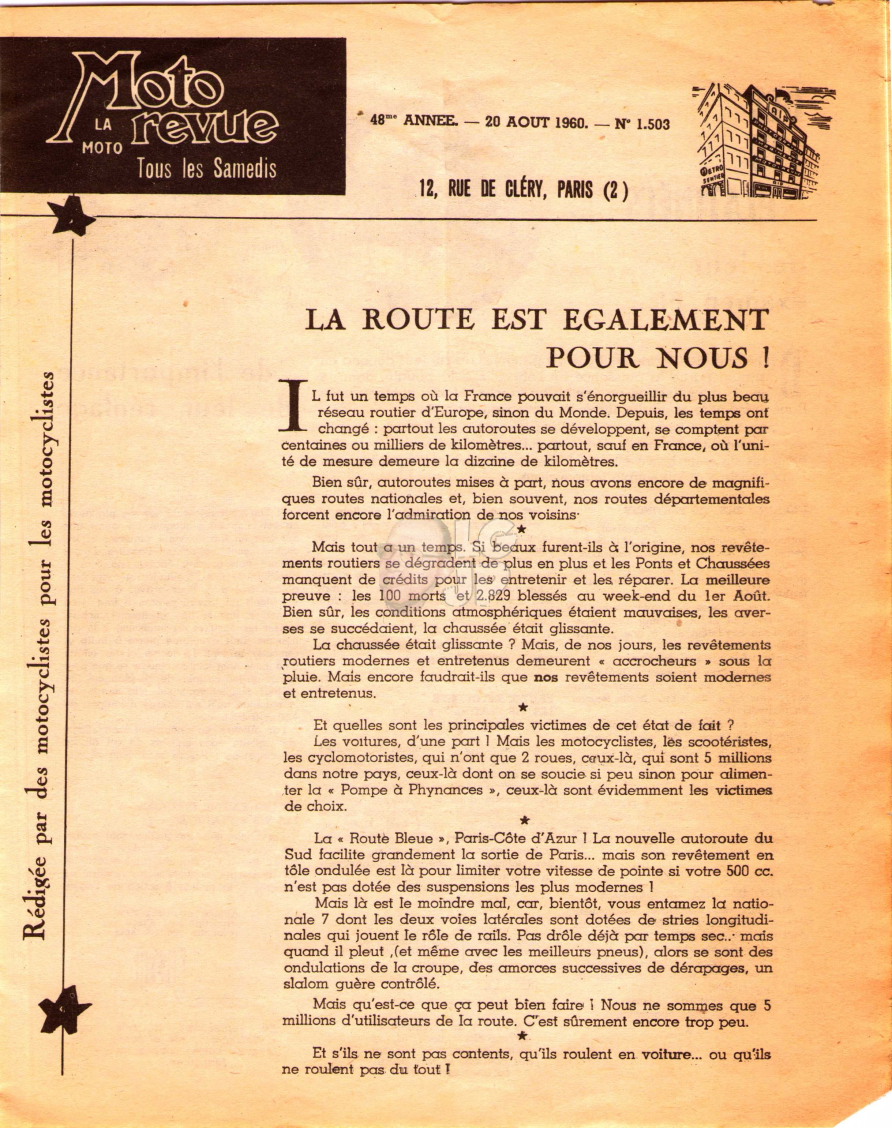 Moto
revue
LA
MOTO
Tous les Samedis
48me ANNEE. — 20 AOUT 1960. — N° 1.503
12, RUE DE CLÉRY, PARIS (2)
METRO
SENTIER
Rédigée par des motocyclistes pour les motocyclistes
LA ROUTE EST EGALEMENT
POUR NOUS !
IL fut un temps où la France pouvait s'énorgueillir du plus beau
réseau routier d'Europe, sinon du Monde. Depuis, les temps ont
changé : partout les autoroutes se développent, se comptent par
centaines ou milliers de kilomètres... partout, sauf en France, où l'uni-
té de mesure demeure la dizaine de kilomètres.
Bien sûr, autoroutes mises à part, nous avons encore de magnifi-
ques routes nationales et, bien souvent, nos routes départementales
forcent encore l'admiration de nos voisins·
★
Mais tout a un temps. Si beaux furent-ils à l'origine, nos revête-
ments routiers se dégradent de plus en plus et les Ponts et Chaussées
manquent de crédits pour les entretenir et les réparer. La meilleure
preuve : les 100 morts et 2.829 blessés au week-end du 1er Août.
Bien sûr, les conditions atmosphériques étaient mauvaises, les aver-
ses se succédaient, la chaussée était glissante.
La chaussée était glissante ? Mais, de nos jours, les revêtements
routiers modernes et entretenus demeurent « accrocheurs » sous la
pluie. Mais encore faudrait-ils que nos revêtements soient modernes
et entretenus.
★
Et quelles sont les principales victimes de cet état de fait ?
Les voitures, d'une part ! Mais les motocyclistes, les scootéristes,
les cyclomotoristes, qui n'ont que 2 roues, ceux-là, qui sont 5 millions
dans notre pays, ceux-là dont on se soucie si peu sinon pour alimen-
ter la « Pompe à Phynances », ceux-là sont évidemment les victimes
de choix.
★
La « Route Bleue », Paris-Côte d'Azur ! La nouvelle autoroute du
Sud facilite grandement la sortie de Paris... mais son revêtement en
tôle ondulée est là pour limiter votre vitesse de pointe si votre 500 cc.
n'est pas dotée des suspensions les plus modernes !
Mais là est le moindre mal, car, bientôt, vous entamez la natio-
nale 7 dont les deux voies latérales sont dotées de stries longitudi-
nales qui jouent le rôle de rails. Pas drôle déjà par temps sec..· mais
quand il pleut ,(et même avec les meilleurs pneus), alors se sont des
ondulations de la croupe, des amorces successives de dérapages, un
slalom guère contrôlé.
Mais qu'est-ce que ça peut bien faire ! Nous ne sommes que 5
millions d'utilisateurs de la route. C'est sûrement encore trop peu.
★
Et s'ils ne sont pas contents, qu'ils roulent en voiture... ou qu'ils
ne roulent pas du tout !